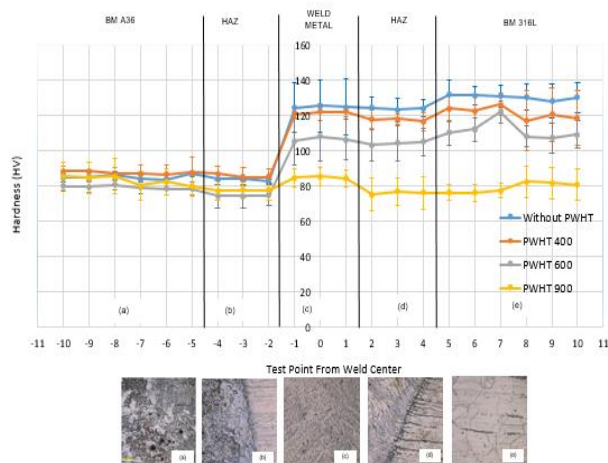 BM A36
HAZ
WELD
METAL
HAZ
BM 316L
160
140
120
100
80
60
40
20
0
Hardness (HV)
Without PWHT
PWHT 400
PWHT 600
PWHT 900
(a)
(b)
(c)
(d)
(e)
-11 -10 -9 -8 -7 -6 -5 -4 -3 -2 -1 0 1 2 3 4 5 6 7 8 9 10 11
Test Point From Weld Center
(a)
(b)
(c)
(d)
(e)